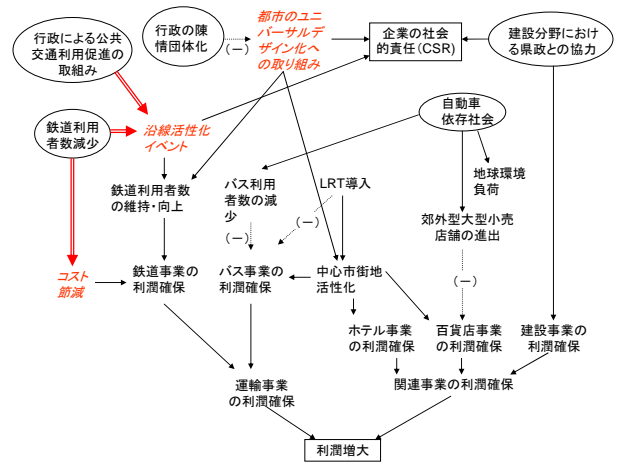 行政による公共
交通利用促進の
取組み
行政の陳
情団体化
(－)
都市のユニ
バーサルデ
ザイン化へ
の取り組み
企業の社会
的責任(CSR)
建設分野にお
ける県政との協力
鉄道利用
者数減少
沿線活性化
イベント
自動車
依存社会
鉄道利用者数
の維持・向上
バス利用
者数の減
少
LRT導入
地球環境
負荷
(－)
(－)
郊外型大型小売
店舗の進出
(－)
コスト
節減
鉄道事業の
利潤確保
バス事業の
利潤確保
中心市街地
活性化
ホテル事業
の利潤確保
百貨店事業
の利潤確保
建設事業の
利潤確保
運輸事業
の利潤確保
関連事業の利潤確保
利潤増大